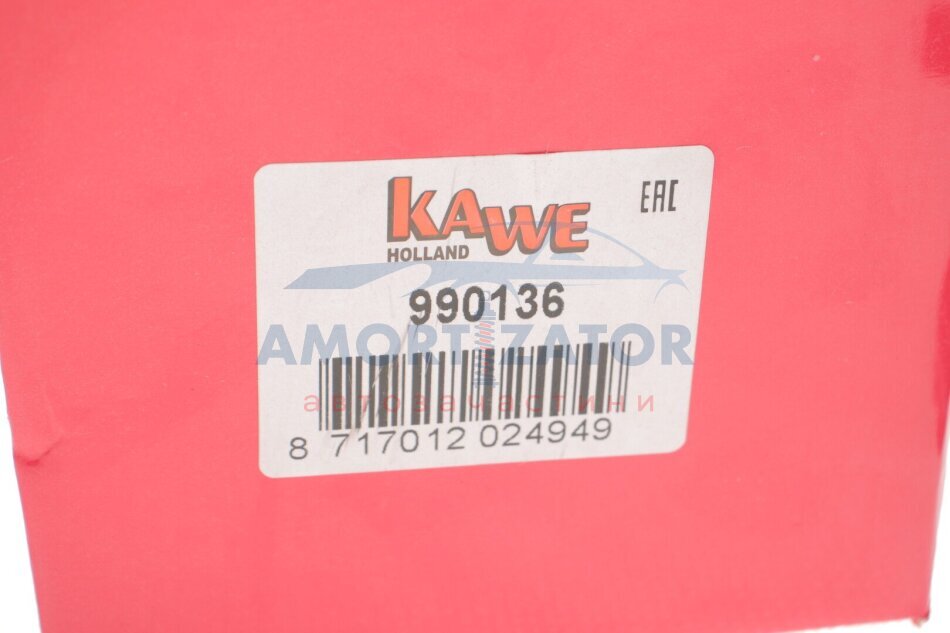 KAWE
EAC
HOLLAND
990136
AMORTIZATOR
автозапчастини
8 717012 024949